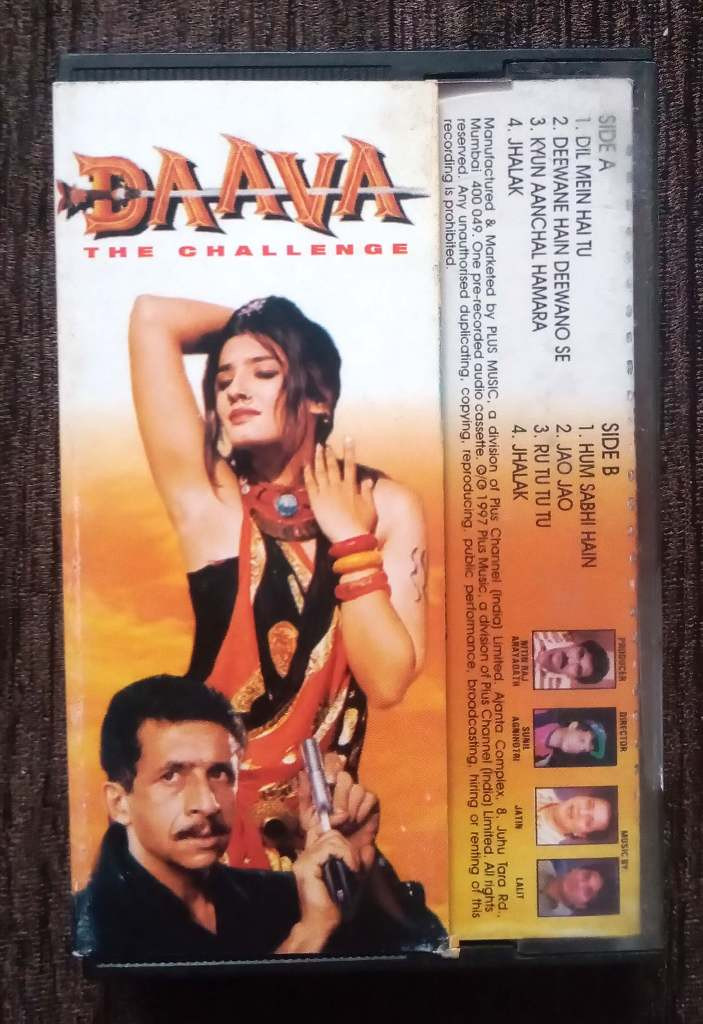 DAAVA
THE CHALLENGE
SIDE A
1. DIL MEIN HAI TU
2. DEEWANE HAIN DEEWANO SE
3. KYUN AANCHAL HAMARA
4. JHALAK
SIDE B
1. HUM SABHI HAIN
2. JAO JAO
3. RU TU TU TU
4. JHALAK
Manufactured & Marketed by PLUS MUSIC, a division of Plus Channel (India) Limited, Ajanta Complex, 8, Juhu Tara Rd.,
Mumbai 400 049. One pre-recorded audio cassette. ℗/© 1997 Plus Music, a division of Plus Channel (India) Limited. All rights
reserved. Any unauthorised duplicating, copying, reproducing, public performance, broadcasting, hiring or renting of this
recording is prohibited.
PRODUCER
NITIN RAJ
DIRECTOR
SUNIL
AGNIHOTRI
MUSIC BY
JATIN
LALIT